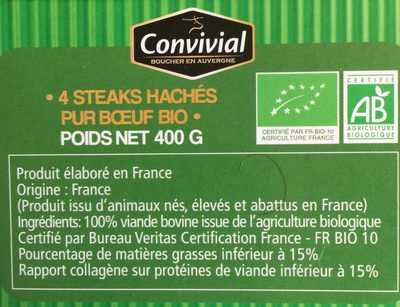 Convivial
BOUCHER EN AUVERGNE
• 4 STEAKS HACHÉS
PUR BŒUF BIO •
POIDS NET 400 G
CERTIFIÉ PAR FR-BIO-10
AGRICULTURE FRANCE
CERTIFIÉ
AB
AGRICULTURE
BIOLOGIQUE
Produit élaboré en France
Origine : France
(Produit issu d'animaux nés, élevés et abattus en France)
Ingrédients: 100% viande bovine issue de l'agriculture biologique
Certifié par Bureau Veritas Certification France - FR BIO 10
Pourcentage de matières grasses inférieur à 15%
Rapport collagène sur protéines de viande inférieur à 15%